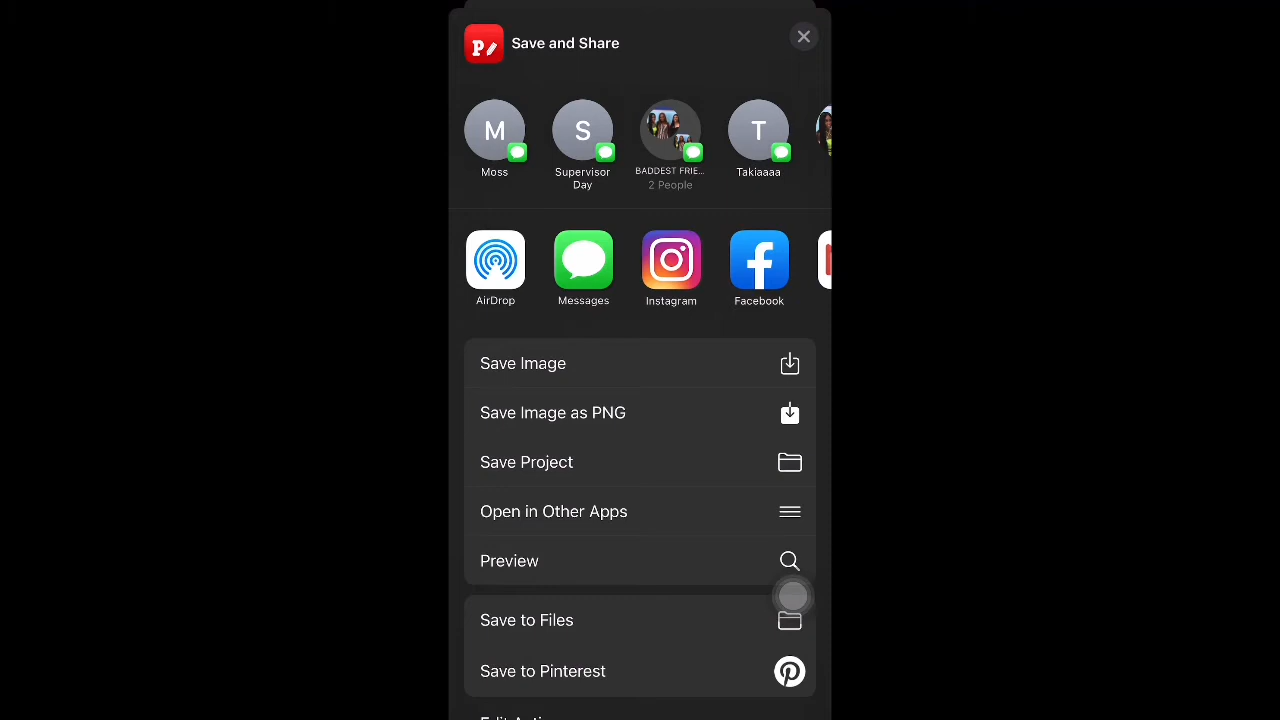 Save and Share
M
S
T
Moss
Supervisor
Day
BADDEST FRIE...
2 People
Takiaaaa
AirDrop
Messages
Instagram
Facebook
Save Image
Save Image as PNG
Save Project
Open in Other Apps
Preview
Save to Files
Save to Pinterest